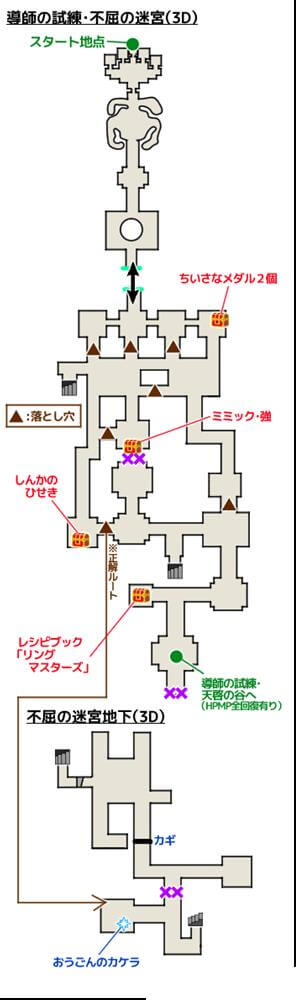 導師の試練・不屈の迷宮(3D)
スタート地点
ちいさなメダル2個
▲:落とし穴
ミミック・強
しんかの
ひせき
※正解ルート
レシピブック
「リング
マスターズ」
導師の試練・
天啓の谷へ
(HPMP全回復有り)
不屈の迷宮地下(3D)
カギ
おうごんのカケラ